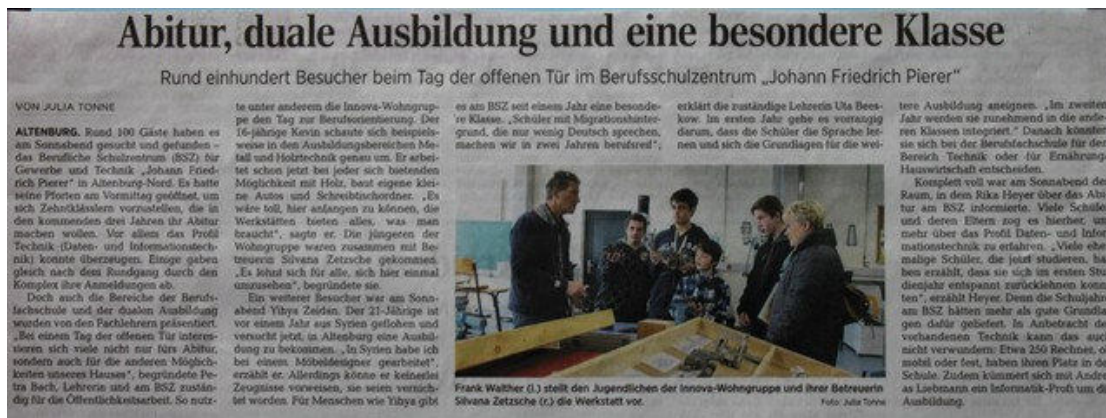 Abitur, duale Ausbildung und eine besondere Klasse
Rund einhundert Besucher beim Tag der offenen Tür im Berufsschulzentrum „Johann Friedrich Pierer“
VON JULIA TONNE
ALTENBURG. Rund 100 Gäste haben es
am Sonnabend gesucht und gefunden –
das Berufliche Schulzentrum (BSZ) für
Gewerbe und Technik „Johann Fried-
rich Pierer“ in Altenburg-Nord. Es hatte
seine Pforten am Vormittag geöffnet, um
sich Zehntklässlern vorzustellen, die in
den kommenden drei Jahren ihr Abitur
machen wollen. Vor allem das Profil
Technik (Daten- und Informationstech-
nik) konnte überzeugen. Einige gaben
gleich nach dem Rundgang durch den
Komplex ihre Anmeldungen ab.
Doch auch die Bereiche der Berufs-
fachschule und der dualen Ausbildung
wurden von den Fachlehrern präsentiert.
„Bei einem Tag der offenen Tür interes-
sieren sich viele nicht nur fürs Abitur,
sondern auch für die anderen Möglich-
keiten unseres Hauses“, begründete Pe-
tra Bach, Lehrerin und am BSZ zustän-
dig für die Öffentlichkeitsarbeit. So nutz-
te unter anderem die Innova-Wohngrup-
pe den Tag zur Berufsorientierung. Der
16-jährige Kevin schaute sich beispiels-
weise in den Ausbildungsbereichen Me-
tall und Holztechnik genau um. Er arbei-
tet schon jetzt bei jeder sich bietenden
Möglichkeit mit Holz, baut eigene klei-
ne Autos und Schreibtischordner. „Es
wäre toll, hier anfangen zu können, die
Werkstätten bieten alles, was man
braucht“, sagte er. Die jüngeren der
Wohngruppe waren zusammen mit Be-
treuerin Silvana Zetzsche gekommen.
„Es lohnt sich für alle, sich hier einmal
umzusehen“, begründete sie.
Ein weiterer Besucher war am Sonn-
abend Yihya Zeidan. Der 21-Jährige ist
vor einem Jahr aus Syrien geflohen und
versucht jetzt, in Altenburg eine Ausbil-
dung zu bekommen. „In Syrien habe ich
bei einem Möbeldesigner gearbeitet“,
erzählt er. Allerdings könne er keinerlei
Zeugnisse vorweisen, sie seien vernich-
tet worden. Für Menschen wie Yihya gibt
es am BSZ seit einem Jahr eine besonde-
re Klasse. „Schüler mit Migrationshinter-
grund, die nur wenig Deutsch sprechen,
machen wir in zwei Jahren berufsreif“,
erklärt die zuständige Lehrerin Uta Bees-
kow. Im ersten Jahr gehe es vorrangig
darum, dass die Schüler die Sprache ler-
nen und sich die Grundlagen für die wei-
tere Ausbildung aneignen. „Im zweiten
Jahr werden sie zunehmend in die ande-
ren Klassen integriert.“ Danach könnten
sie sich bei der Berufsfachschule für den
Bereich Technik oder für Ernährung/
Hauswirtschaft entscheiden.
Komplett voll war am Sonnabend der
Raum, in dem Rika Heyer über das Abi-
tur am BSZ informierte. Viele Schüler
und deren Eltern zog es hierher, um
mehr über das Profil Daten- und Infor-
mationstechnik zu erfahren. „Viele ehe-
malige Schüler, die jetzt studieren, ha-
ben erzählt, dass sie sich im ersten Stu-
dienjahr entspannt zurücklehnen konn-
ten“, erzählt Heyer. Denn die Schuljahre
am BSZ hätten mehr als gute Grundla-
gen dafür geliefert. In Anbetracht der
vorhandenen Technik kann das auch
nicht verwundern: Etwa 250 Rechner, ob
mobil oder fest, haben ihren Platz in der
Schule. Zudem kümmert sich mit Andre-
as Liebmann ein Informatik-Profi um die
Ausbildung.
Frank Walther (l.) stellt den Jugendlichen der Innova-Wohngruppe und ihrer Betreuerin
Silvana Zetzsche (r.) die Werkstatt vor.
Foto: Julia Tonne